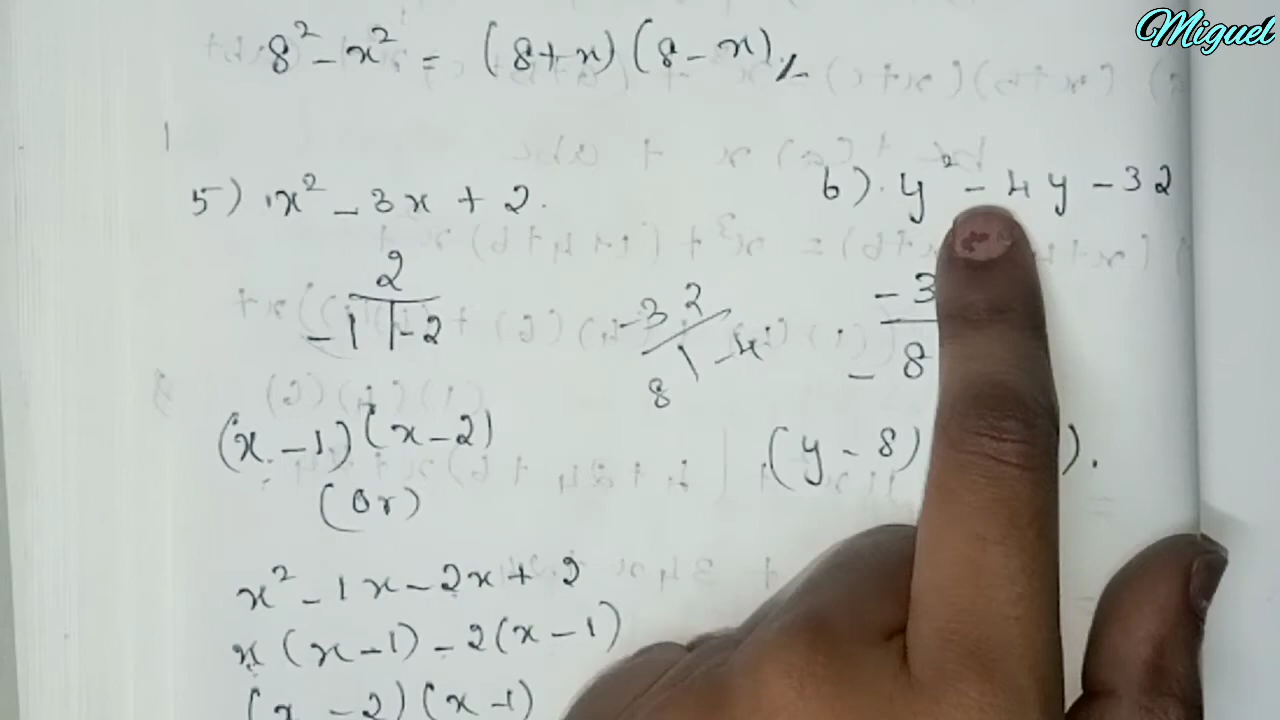 Miguel
8² - x² = (8+x) (8-x)
5) x² - 3x + 2.
2
-1 | -2
(x-1) (x-2)
(or)
x² - 1x - 2x + 2
x (x-1) - 2 (x-1)
(x - 2) (x-1)
6) y² - 4y - 32
-32
8 | -4
-3
-8
(y - 8) ).